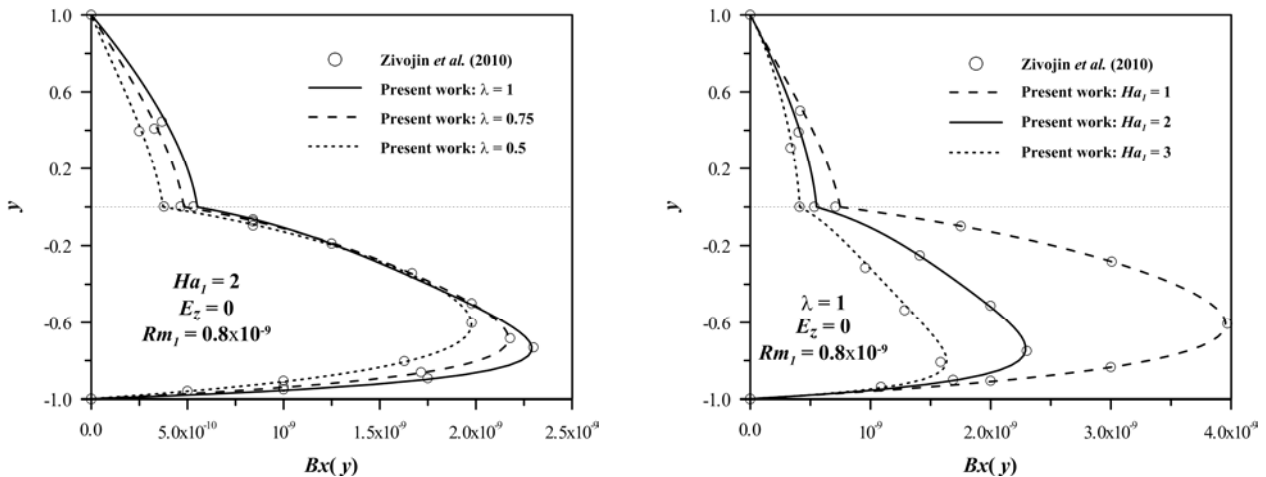 1.0
0.6
0.2
-0.2
-0.6
-1.0
y
Zivojin et al. (2010)
Present work: λ = 1
Present work: λ = 0.75
Present work: λ = 0.5
Ha₁ = 2
E_z = 0
Rm₁ = 0.8x10⁻⁹
0.0
5.0x10⁻¹⁰
10⁻⁹
1.5x10⁻⁹
2.0x10⁻⁹
2.5x10⁻⁹
Bx( y)
1.0
0.6
0.2
-0.2
-0.6
-1.0
y
Zivojin et al. (2010)
Present work: Ha₁ = 1
Present work: Ha₁ = 2
Present work: Ha₁ = 3
λ = 1
E_z = 0
Rm₁ = 0.8x10⁻⁹
0.0
10⁻⁹
2.0x10⁻⁹
3.0x10⁻⁹
4.0x10⁻⁹
Bx( y)